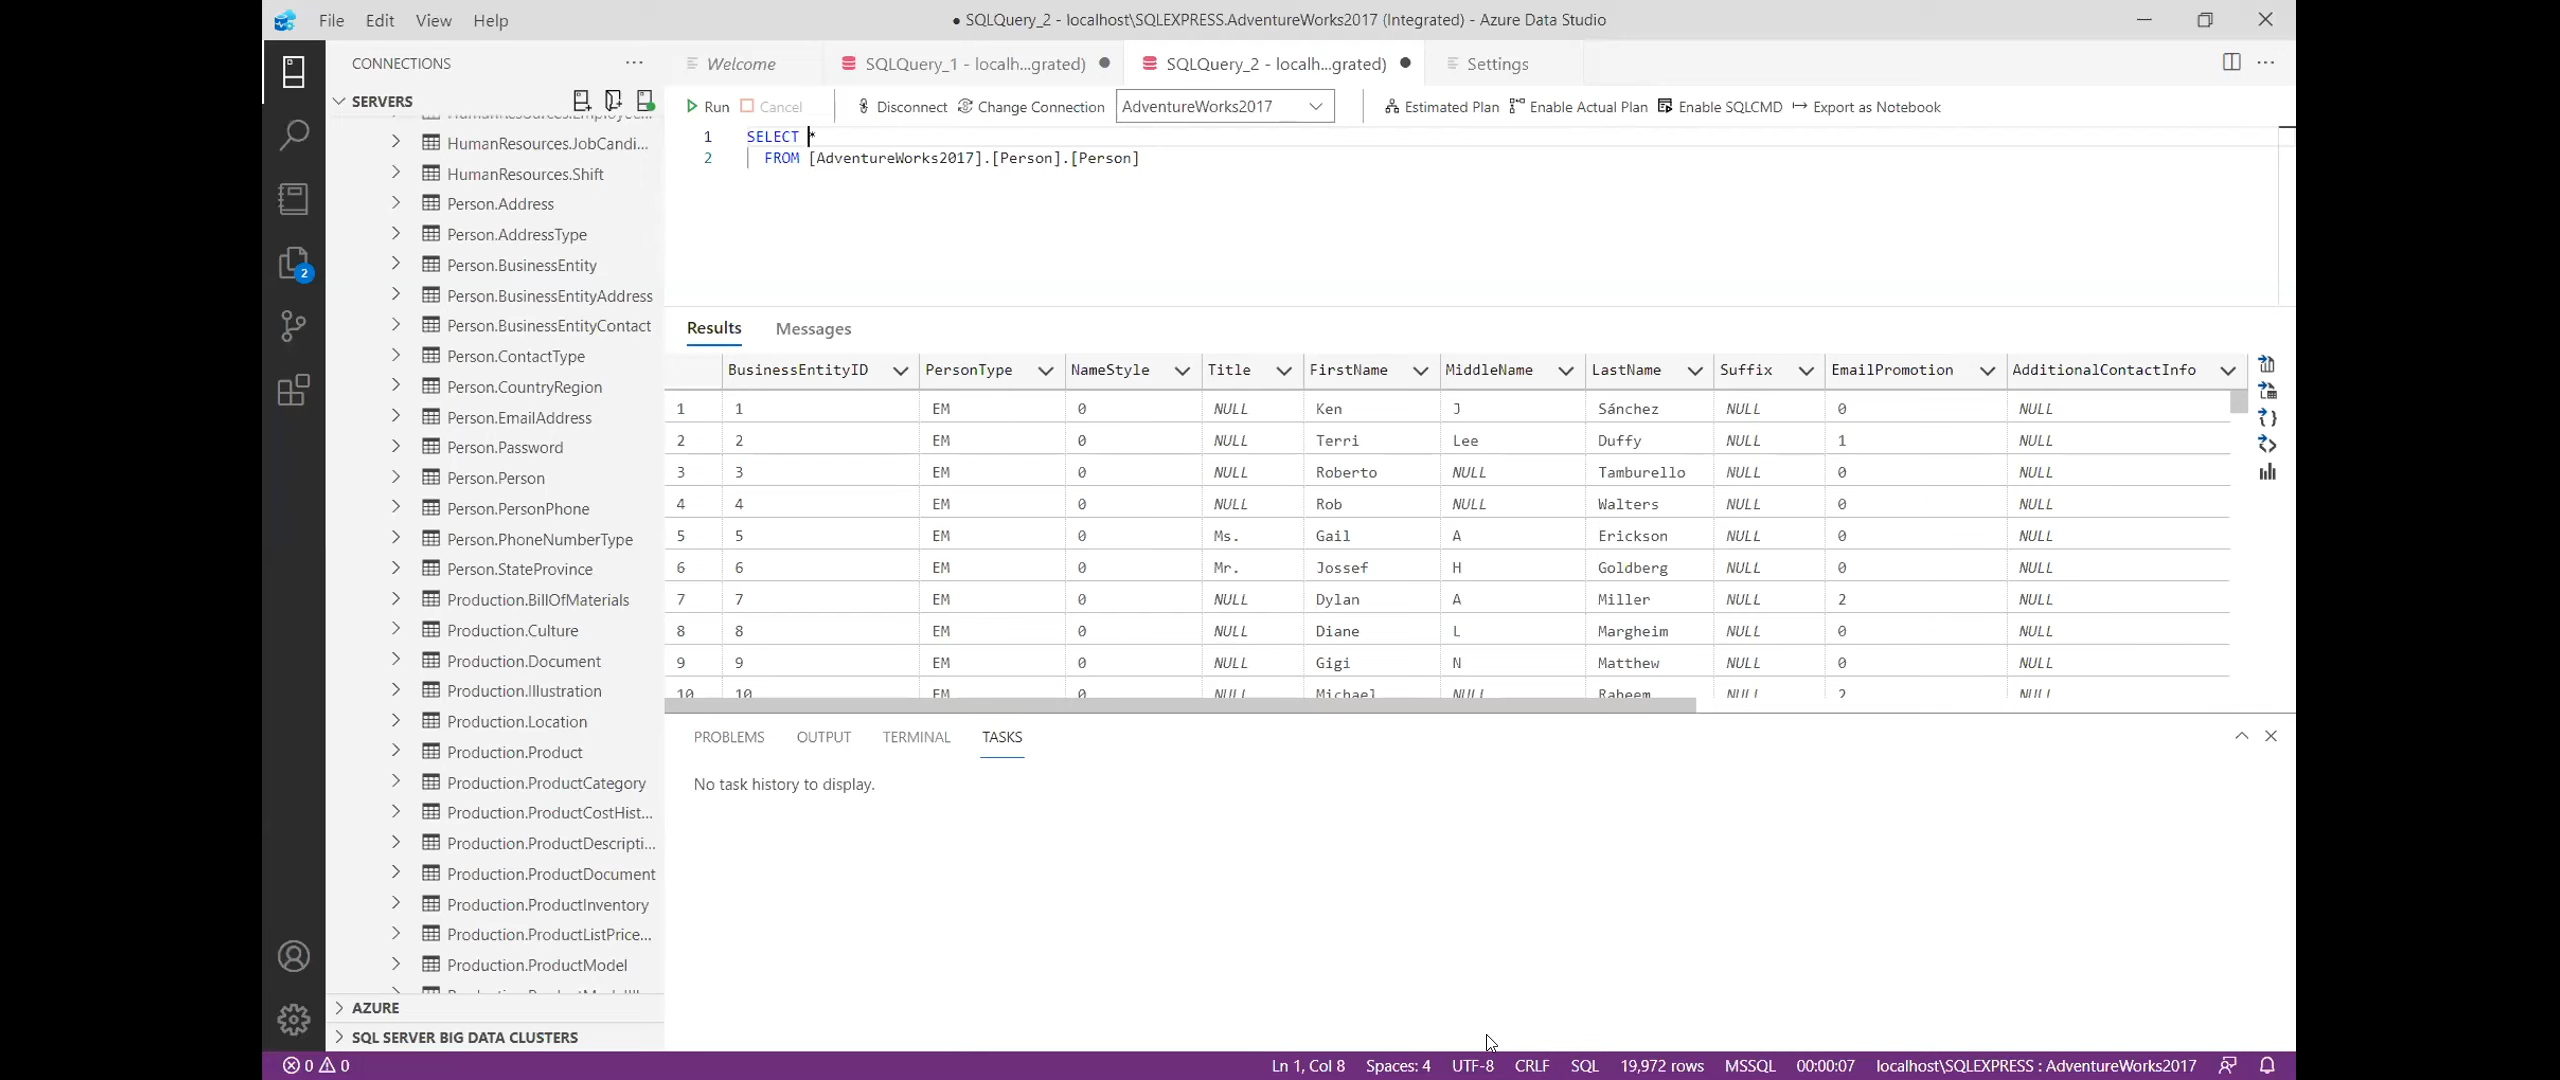 File Edit View Help
● SQLQuery_2 - localhost\SQLEXPRESS.AdventureWorks2017 (Integrated) - Azure Data Studio
CONNECTIONS
Welcome
SQLQuery_1 - localh...grated)
SQLQuery_2 - localh...grated)
Settings
SERVERS
Run Cancel Disconnect Change Connection AdventureWorks2017 Estimated Plan Enable Actual Plan Enable SQLCMD Export as Notebook
HumanResources.Employee...
HumanResources.JobCandi...
HumanResources.Shift
Person.Address
Person.AddressType
Person.BusinessEntity
Person.BusinessEntityAddress
Person.BusinessEntityContact
Person.ContactType
Person.CountryRegion
Person.EmailAddress
Person.Password
Person.Person
Person.PersonPhone
Person.PhoneNumberType
Person.StateProvince
Production.BillOfMaterials
Production.Culture
Production.Document
Production.Illustration
Production.Location
Production.Product
Production.ProductCategory
Production.ProductCostHist...
Production.ProductDescripti...
Production.ProductDocument
Production.ProductInventory
Production.ProductListPrice...
Production.ProductModel
AZURE
SQL SERVER BIG DATA CLUSTERS
2
1 SELECT *
2 FROM [AdventureWorks2017].[Person].[Person]
Results Messages
BusinessEntityID PersonType NameStyle Title FirstName MiddleName LastName Suffix EmailPromotion AdditionalContactInfo
1 1 EM 0 NULL Ken J Sánchez NULL 0 NULL
2 2 EM 0 NULL Terri Lee Duffy NULL 1 NULL
3 3 EM 0 NULL Roberto NULL Tamburello NULL 0 NULL
4 4 EM 0 NULL Rob NULL Walters NULL 0 NULL
5 5 EM 0 Ms. Gail A Erickson NULL 0 NULL
6 6 EM 0 Mr. Jossef H Goldberg NULL 0 NULL
7 7 EM 0 NULL Dylan A Miller NULL 2 NULL
8 8 EM 0 NULL Diane L Margheim NULL 0 NULL
9 9 EM 0 NULL Gigi N Matthew NULL 0 NULL
10 10 EM 0 NULL Michael NULL Raheem NULL 2 NULL
PROBLEMS OUTPUT TERMINAL TASKS
No task history to display.
0 0 Ln 1, Col 8 Spaces: 4 UTF-8 CRLF SQL 19,972 rows MSSQL 00:00:07 localhost\SQLEXPRESS : AdventureWorks2017